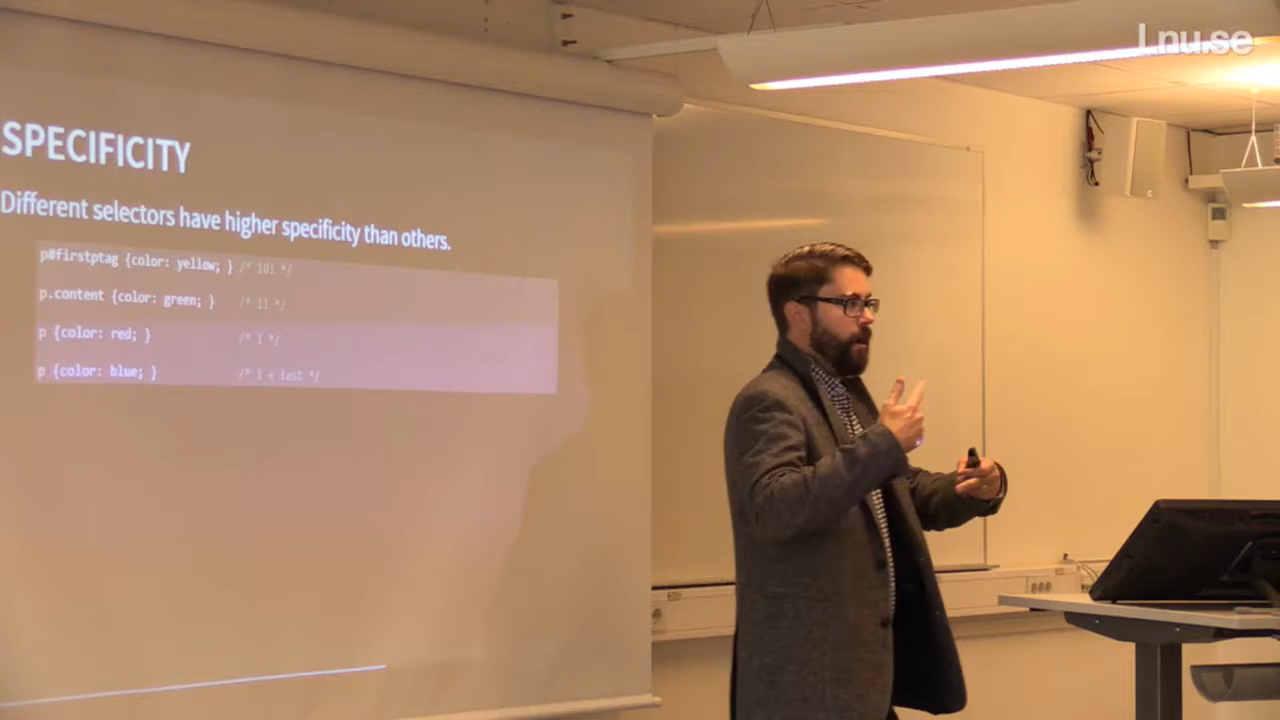 Lnu.se
SPECIFICITY
Different selectors have higher specificity than others.
p#firstptag {color: yellow; } /* 101 */
p.content {color: green; } /* 11 */
p {color: red; } /* 1 */
p {color: blue; } /* 1 + last */